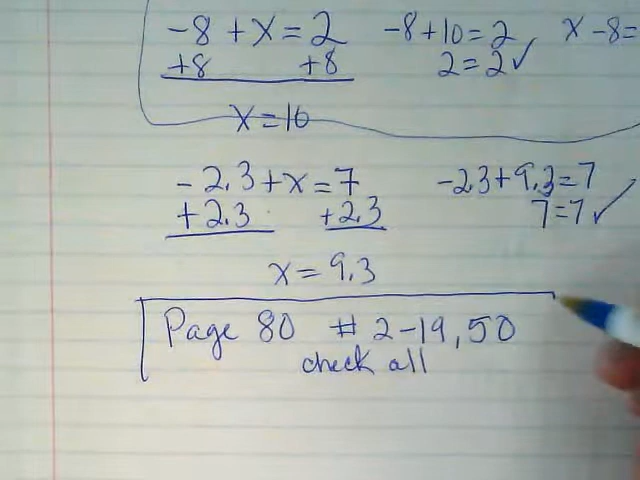 -8 + x = 2   -8 + 10 = 2   x - 8 =
+8   +8   2 = 2 ✓
x = 10
-2.3 + x = 7   -2.3 + 9.3 = 7
+2.3   +2.3   7 = 7 ✓
x = 9.3
Page 80 # 2-19, 50
check all